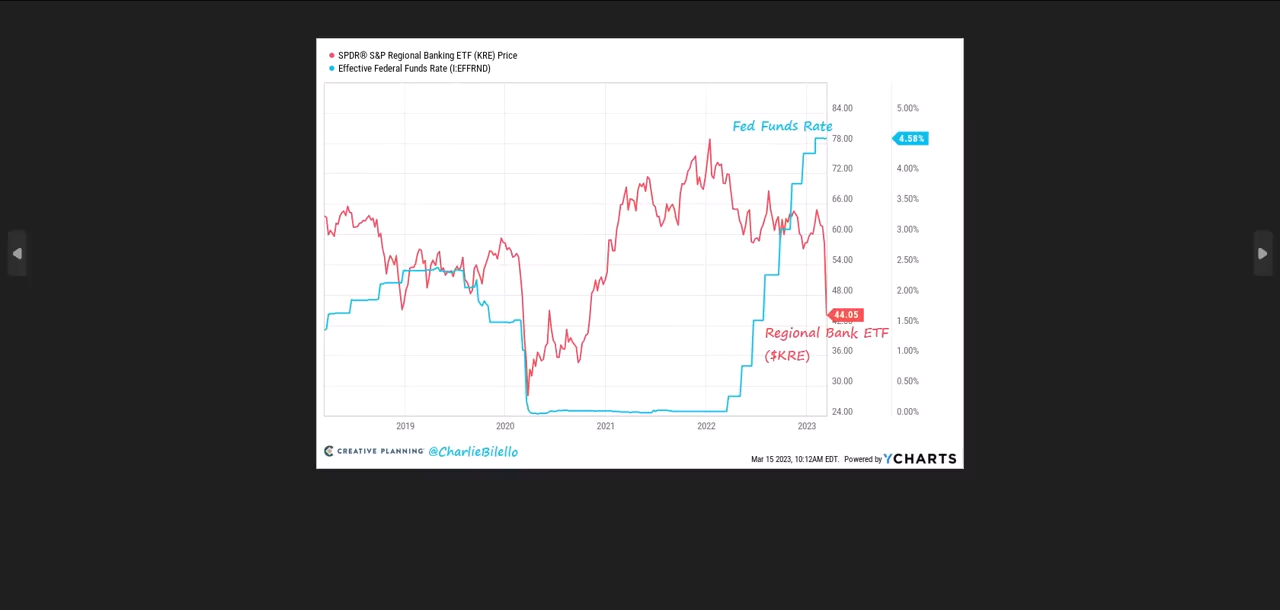 SPDR® S&P Regional Banking ETF (KRE) Price
Effective Federal Funds Rate (I:EFFRND)
Fed Funds Rate
84.00 5.00%
78.00 4.58%
72.00 4.00%
66.00 3.50%
60.00 3.00%
54.00 2.50%
48.00 2.00%
44.05
42.00 1.50%
Regional Bank ETF
($KRE)
36.00 1.00%
30.00 0.50%
24.00 0.00%
2019 2020 2021 2022 2023
CREATIVE PLANNING @CharlieBilello
Mar 15 2023, 10:12AM EDT. Powered by YCHARTS